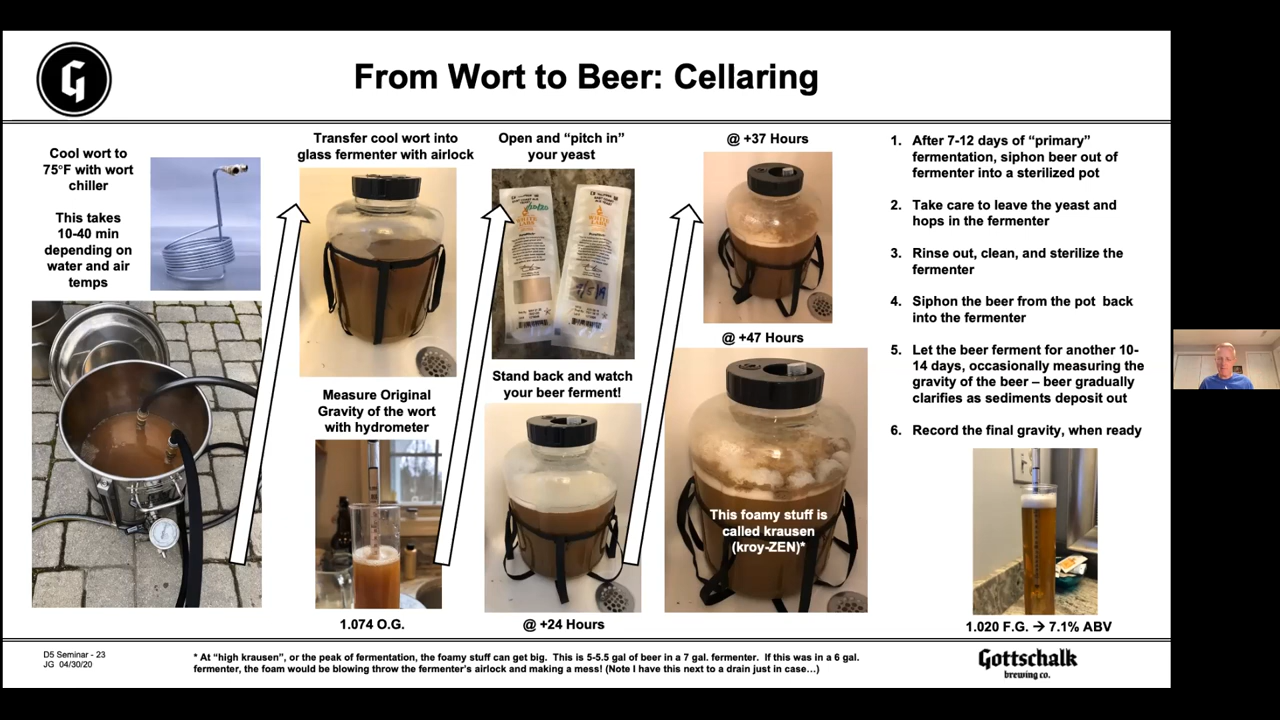 G
From Wort to Beer: Cellaring
Cool wort to
75°F with wort
chiller
This takes
10-40 min
depending on
water and air
temps
Transfer cool wort into
glass fermenter with airlock
Measure Original
Gravity of the wort
with hydrometer
1.074 O.G.
Open and “pitch in”
your yeast
WHITE
LABS
Stand back and watch
your beer ferment!
@ +24 Hours
@ +37 Hours
@ +47 Hours
This foamy stuff is
called krausen
(kroy-ZEN)*
1. After 7-12 days of “primary”
fermentation, siphon beer out of
fermenter into a sterilized pot
2. Take care to leave the yeast and
hops in the fermenter
3. Rinse out, clean, and sterilize the
fermenter
4. Siphon the beer from the pot back
into the fermenter
5. Let the beer ferment for another 10-
14 days, occasionally measuring the
gravity of the beer – beer gradually
clarifies as sediments deposit out
6. Record the final gravity, when ready
1.020 F.G. → 7.1% ABV
D5 Seminar - 23
JG 04/30/20
* At “high krausen”, or the peak of fermentation, the foamy stuff can get big. This is 5-5.5 gal of beer in a 7 gal. fermenter. If this was in a 6 gal.
fermenter, the foam would be blowing throw the fermenter’s airlock and making a mess! (Note I have this next to a drain just in case…)
Gottschalk
brewing co.